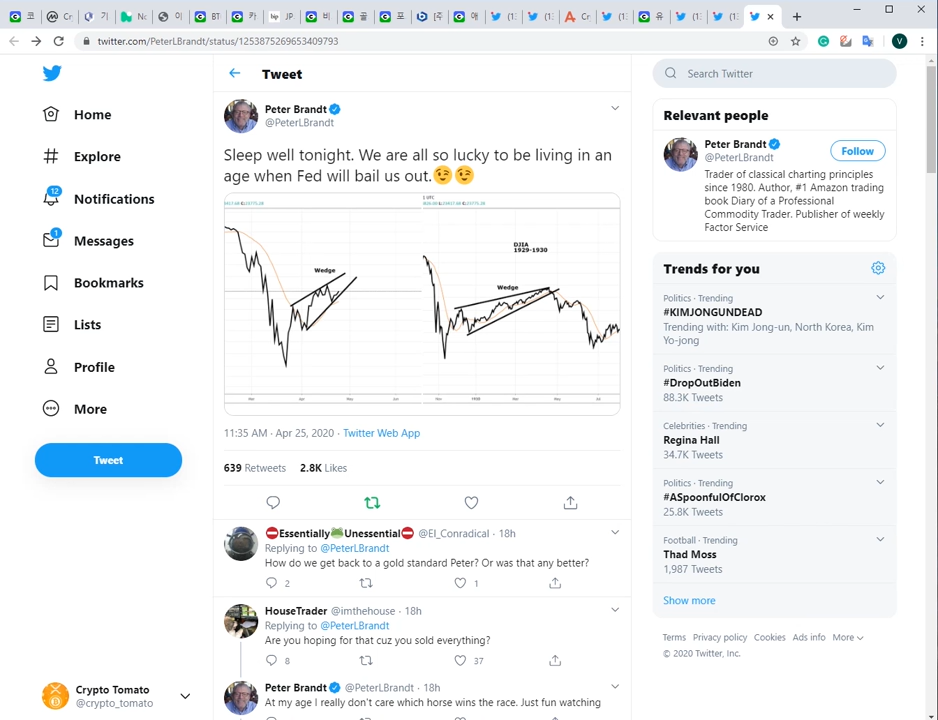 twitter.com/PeterLBrandt/status/1253875269653409793
Home
Explore
12
Notifications
1
Messages
Bookmarks
Lists
Profile
More
Tweet
Crypto Tomato
@crypto_tomato
Tweet
Peter Brandt
@PeterLBrandt
Sleep well tonight. We are all so lucky to be living in an
age when Fed will bail us out.😉😉
Wedge
DJIA
1929-1930
Wedge
11:35 AM · Apr 25, 2020 · Twitter Web App
639 Retweets 2.8K Likes
⛔Essentially🐸Unessential⛔ @El_Conradical · 18h
Replying to @PeterLBrandt
How do we get back to a gold standard Peter? Or was that any better?
2 1
HouseTrader @imthehouse · 18h
Replying to @PeterLBrandt
Are you hoping for that cuz you sold everything?
8 37
Peter Brandt @PeterLBrandt · 18h
At my age I really don't care which horse wins the race. Just fun watching
Search Twitter
Relevant people
Peter Brandt
@PeterLBrandt
Follow
Trader of classical charting principles
since 1980. Author, #1 Amazon trading
book Diary of a Professional
Commodity Trader. Publisher of weekly
Factor Service
Trends for you
Politics · Trending
#KIMJONGUNDEAD
Trending with: Kim Jong-un, North Korea, Kim
Yo-jong
Politics · Trending
#DropOutBiden
88.3K Tweets
Celebrities · Trending
Regina Hall
34.7K Tweets
Politics · Trending
#ASpoonfulOfClorox
25.8K Tweets
Football · Trending
Thad Moss
1,987 Tweets
Show more
Terms Privacy policy Cookies Ads info More
© 2020 Twitter, Inc.